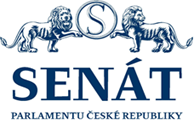 S
SENÁT
PARLAMENTU ČESKÉ REPUBLIKY